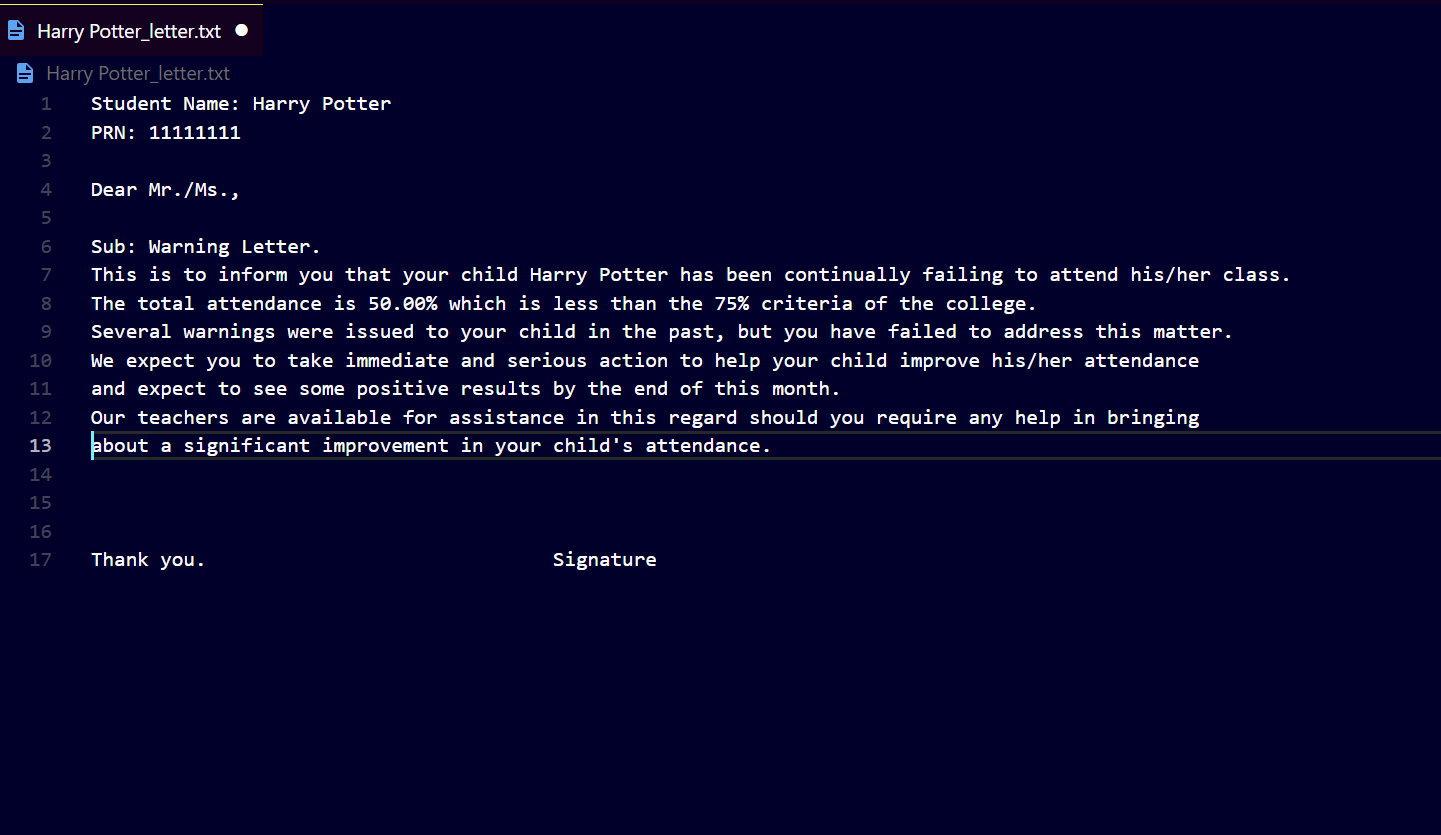 Harry Potter_letter.txt
Harry Potter_letter.txt
1 Student Name: Harry Potter
2 PRN: 11111111
3
4 Dear Mr./Ms.,
5
6 Sub: Warning Letter.
7 This is to inform you that your child Harry Potter has been continually failing to attend his/her class.
8 The total attendance is 50.00% which is less than the 75% criteria of the college.
9 Several warnings were issued to your child in the past, but you have failed to address this matter.
10 We expect you to take immediate and serious action to help your child improve his/her attendance
11 and expect to see some positive results by the end of this month.
12 Our teachers are available for assistance in this regard should you require any help in bringing
13 about a significant improvement in your child's attendance.
14
15
16
17 Thank you. Signature